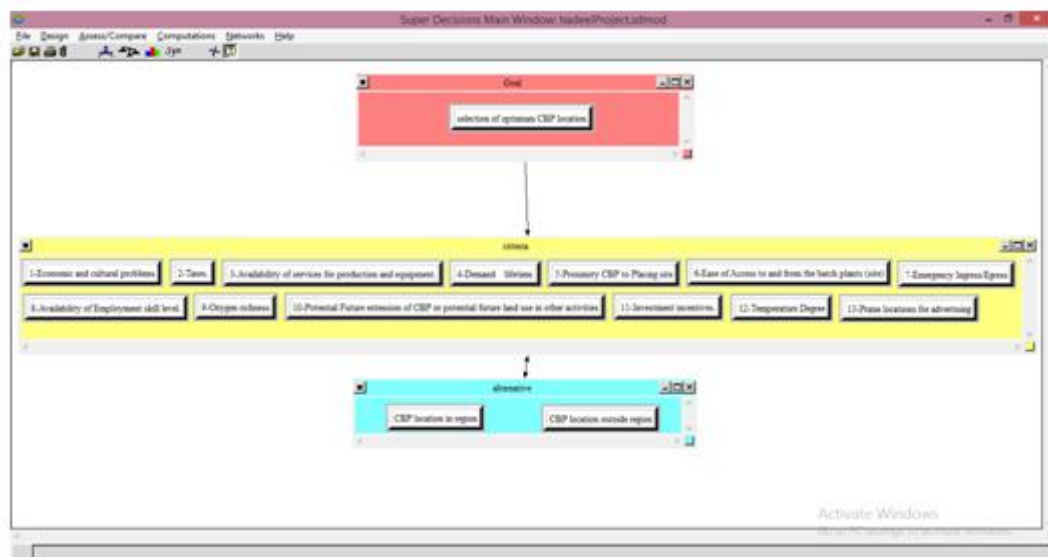 Super Decisions Main Window: hadeelProject.sdmod
File Design Assess/Compare Computations Networks Help
Syn
Goal
selection of optimum CBP location
criteria
1-Economic and cultural problems 2-Taxes 3-Availability of services for production and equipment 4-Demand lifetime 5-Proximity CBP to Placing site 6-Ease of Access to and from the batch plants (site) 7-Emergency Ingress/Egress
8-Availability of Employment skill level 9-Oxygen richness 10-Potential Future extension of CBP or potential future land use in other activities 11-Investment incentives 12-Temperature Degree 13-Prime locations for advertising
alternative
CBP location in region CBP location outside region
Activate Windows